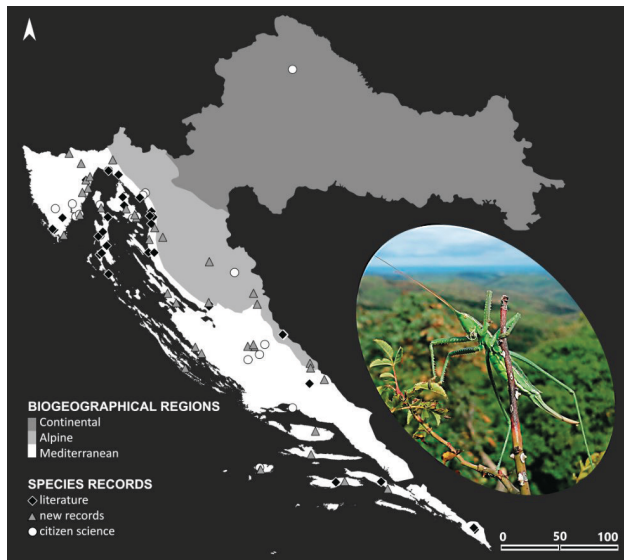 BIOGEOGRAPHICAL REGIONS
Continental
Alpine
Mediterranean
SPECIES RECORDS
literature
new records
citizen science
0 50 100